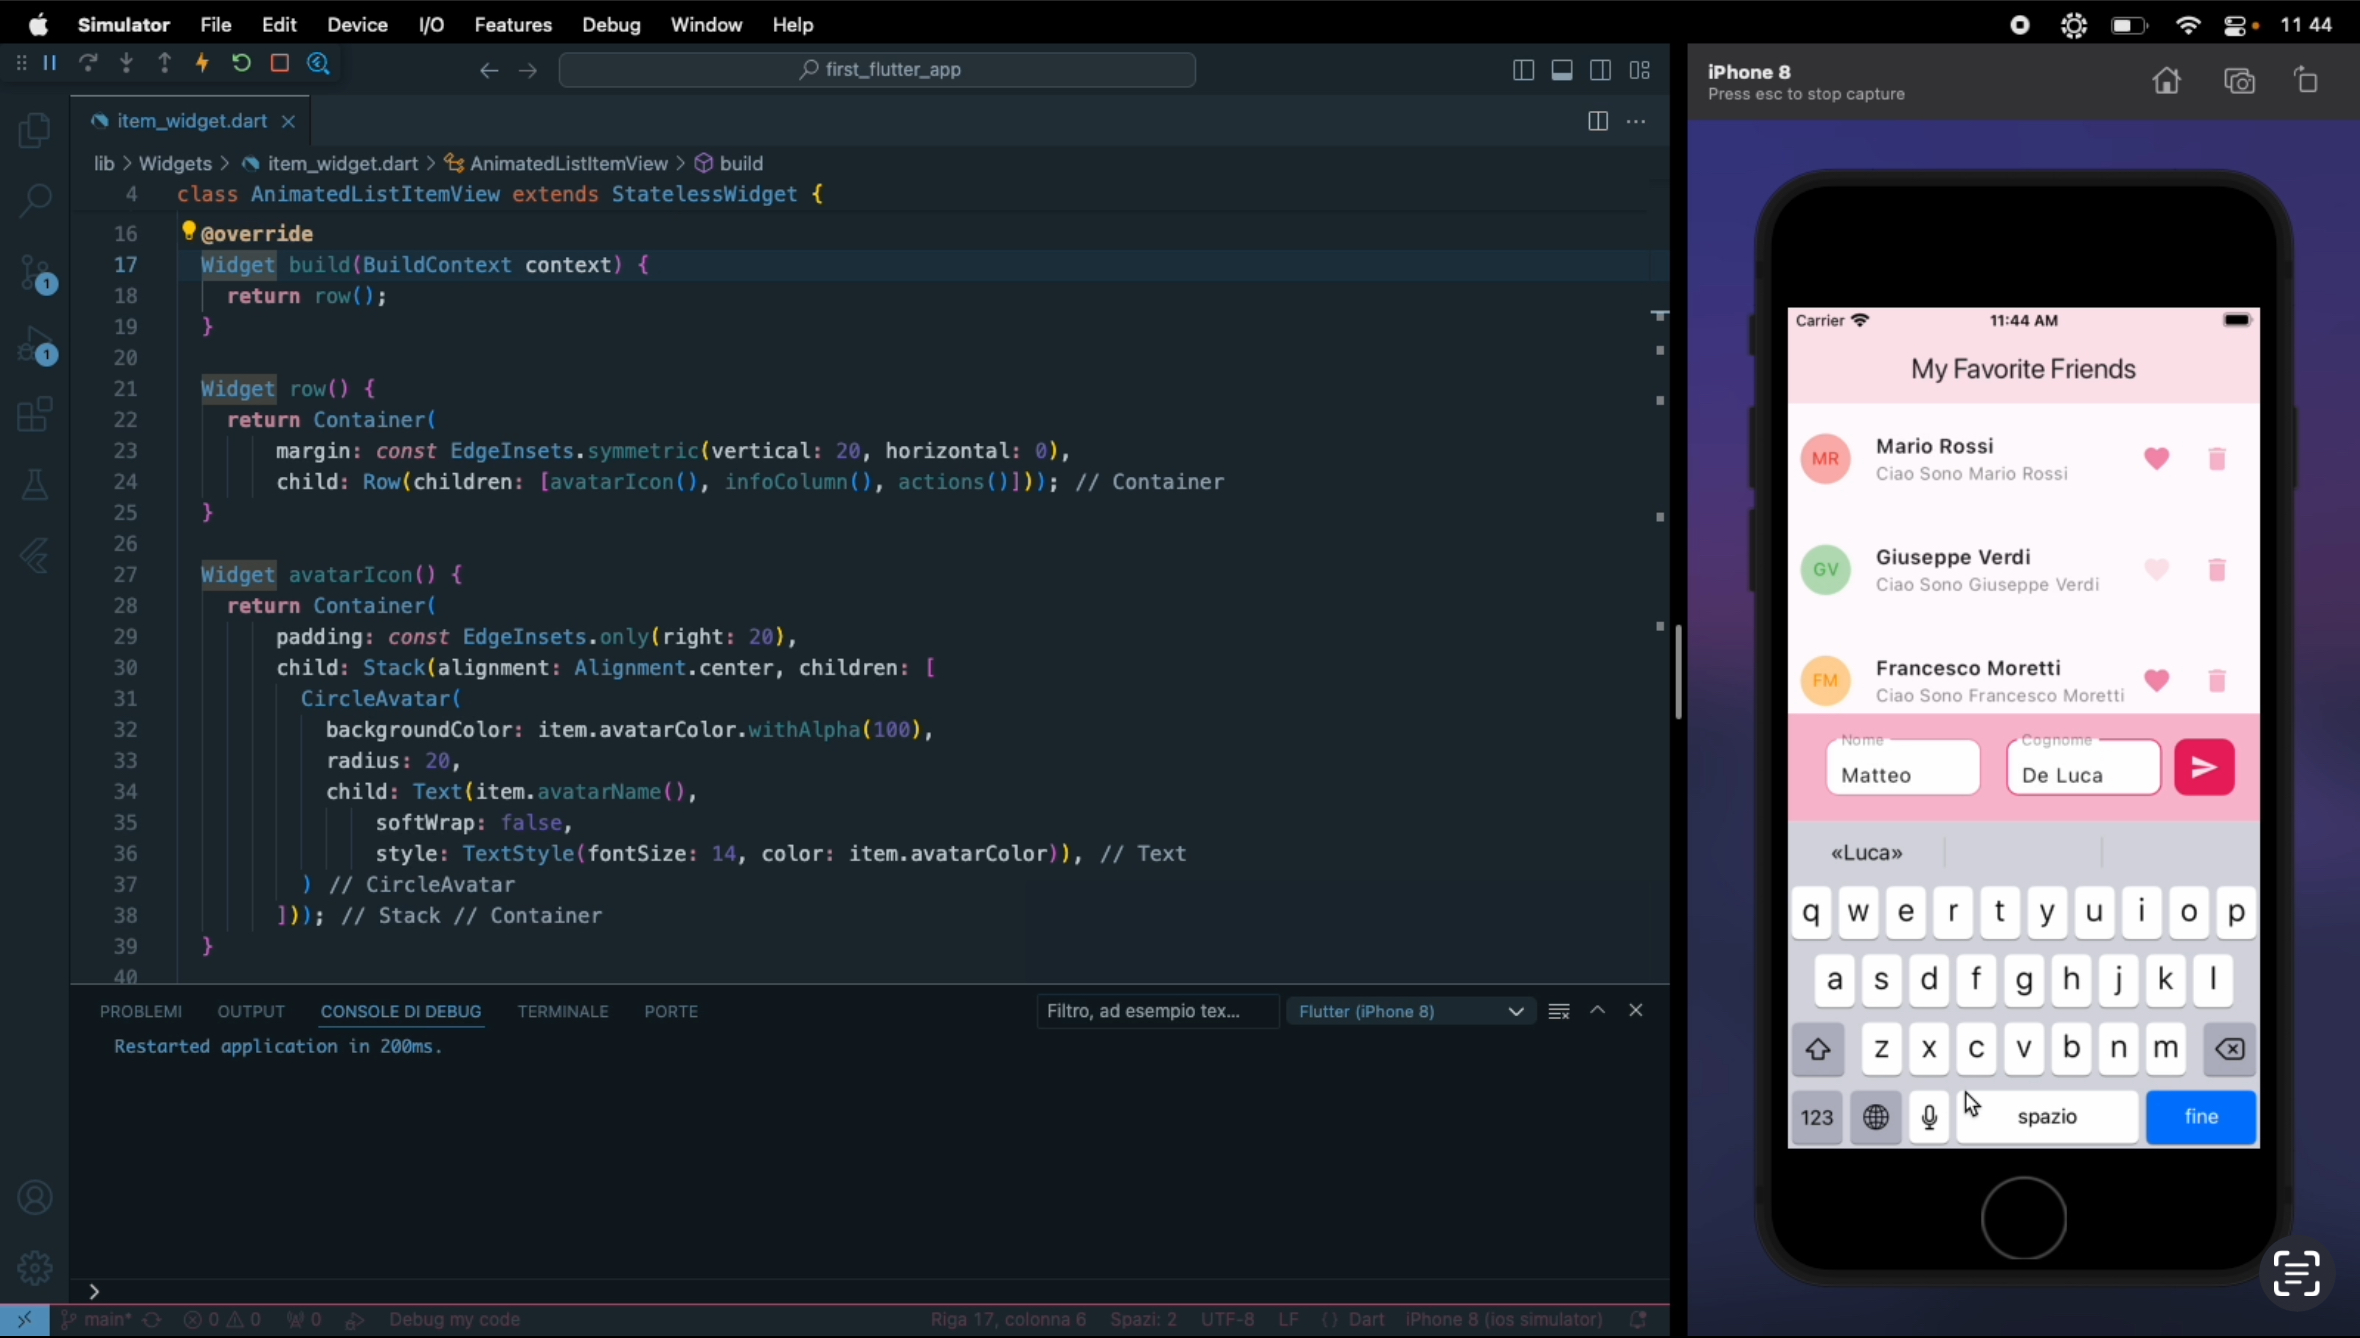 Simulator File Edit Device I/O Features Debug Window Help 11 44
first_flutter_app
item_widget.dart
lib > Widgets > item_widget.dart > AnimatedListItemView > build
4 class AnimatedListItemView extends StatelessWidget {
16 @override
17 Widget build(BuildContext context) {
18 return row();
19 }
20
21 Widget row() {
22 return Container(
23 margin: const EdgeInsets.symmetric(vertical: 20, horizontal: 0),
24 child: Row(children: [avatarIcon(), infoColumn(), actions()])); // Container
25 }
26
27 Widget avatarIcon() {
28 return Container(
29 padding: const EdgeInsets.only(right: 20),
30 child: Stack(alignment: Alignment.center, children: [
31 CircleAvatar(
32 backgroundColor: item.avatarColor.withAlpha(100),
33 radius: 20,
34 child: Text(item.avatarName(),
35 softWrap: false,
36 style: TextStyle(fontSize: 14, color: item.avatarColor)), // Text
37 ) // CircleAvatar
38 ])); // Stack // Container
39 }
40
1
1
PROBLEMI OUTPUT CONSOLE DI DEBUG TERMINALE PORTE Filtro, ad esempio tex... Flutter (iPhone 8)
Restarted application in 200ms.
main* 0 0 0 Debug my code Riga 17, colonna 6 Spazi: 2 UTF-8 LF {} Dart iPhone 8 (ios simulator)
iPhone 8
Press esc to stop capture
Carrier 11:44 AM
My Favorite Friends
MR Mario Rossi
Ciao Sono Mario Rossi
GV Giuseppe Verdi
Ciao Sono Giuseppe Verdi
FM Francesco Moretti
Ciao Sono Francesco Moretti
Nome Cognome
Matteo De Luca
«Luca»
q w e r t y u i o p
a s d f g h j k l
z x c v b n m
123 spazio fine